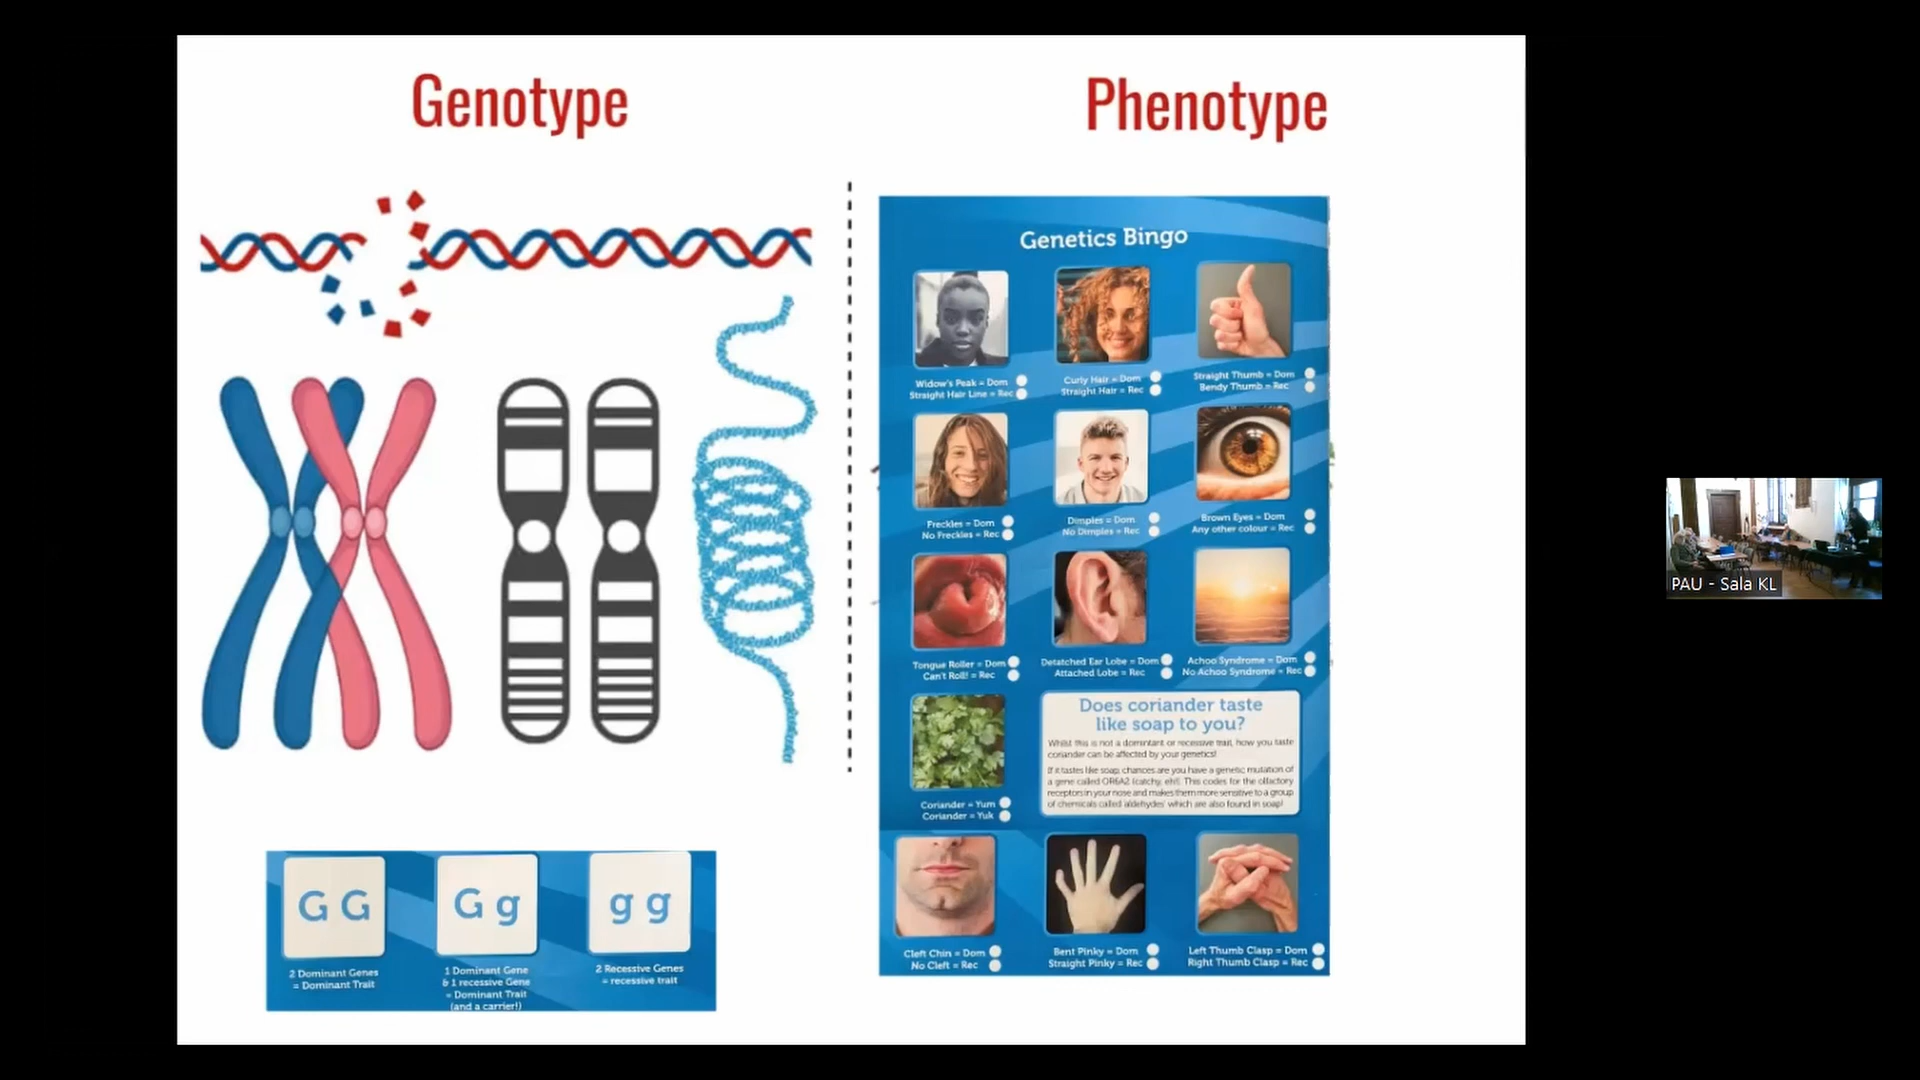 Genotype
Phenotype
Genetics Bingo
Widow's Peak = Dom
Straight Hair Line = Rec
Curly Hair = Dom
Straight Hair = Rec
Straight Thumb = Dom
Bendy Thumb = Rec
Freckles = Dom
No Freckles = Rec
Dimples = Dom
No Dimples = Rec
Brown Eyes = Dom
Any other colour = Rec
Tongue Roller = Dom
Can't Roll! = Rec
Detatched Ear Lobe = Dom
Attached Lobe = Rec
Achoo Syndrome = Dom
No Achoo Syndrome = Rec
Coriander = Yum
Coriander = Yuk
Does coriander taste
like soap to you?
Whilst this is not a dominant or recessive trait, how you taste
coriander can be affected by your genetics!
If it tastes like soap, chances are you have a genetic mutation of
a gene called OR6A2 (catchy, eh!). This codes for the olfactory
receptors in your nose and makes them more sensitive to a group
of chemicals called 'aldehydes' which are also found in soap!
Cleft Chin = Dom
No Cleft = Rec
Bent Pinky = Dom
Straight Pinky = Rec
Left Thumb Clasp = Dom
Right Thumb Clasp = Rec
G G
G g
g g
2 Dominant Genes
= Dominant Trait
1 Dominant Gene
& 1 recessive Gene
= Dominant Trait
(and a carrier!)
2 Recessive Genes
= recessive trait
PAU - Sala KL